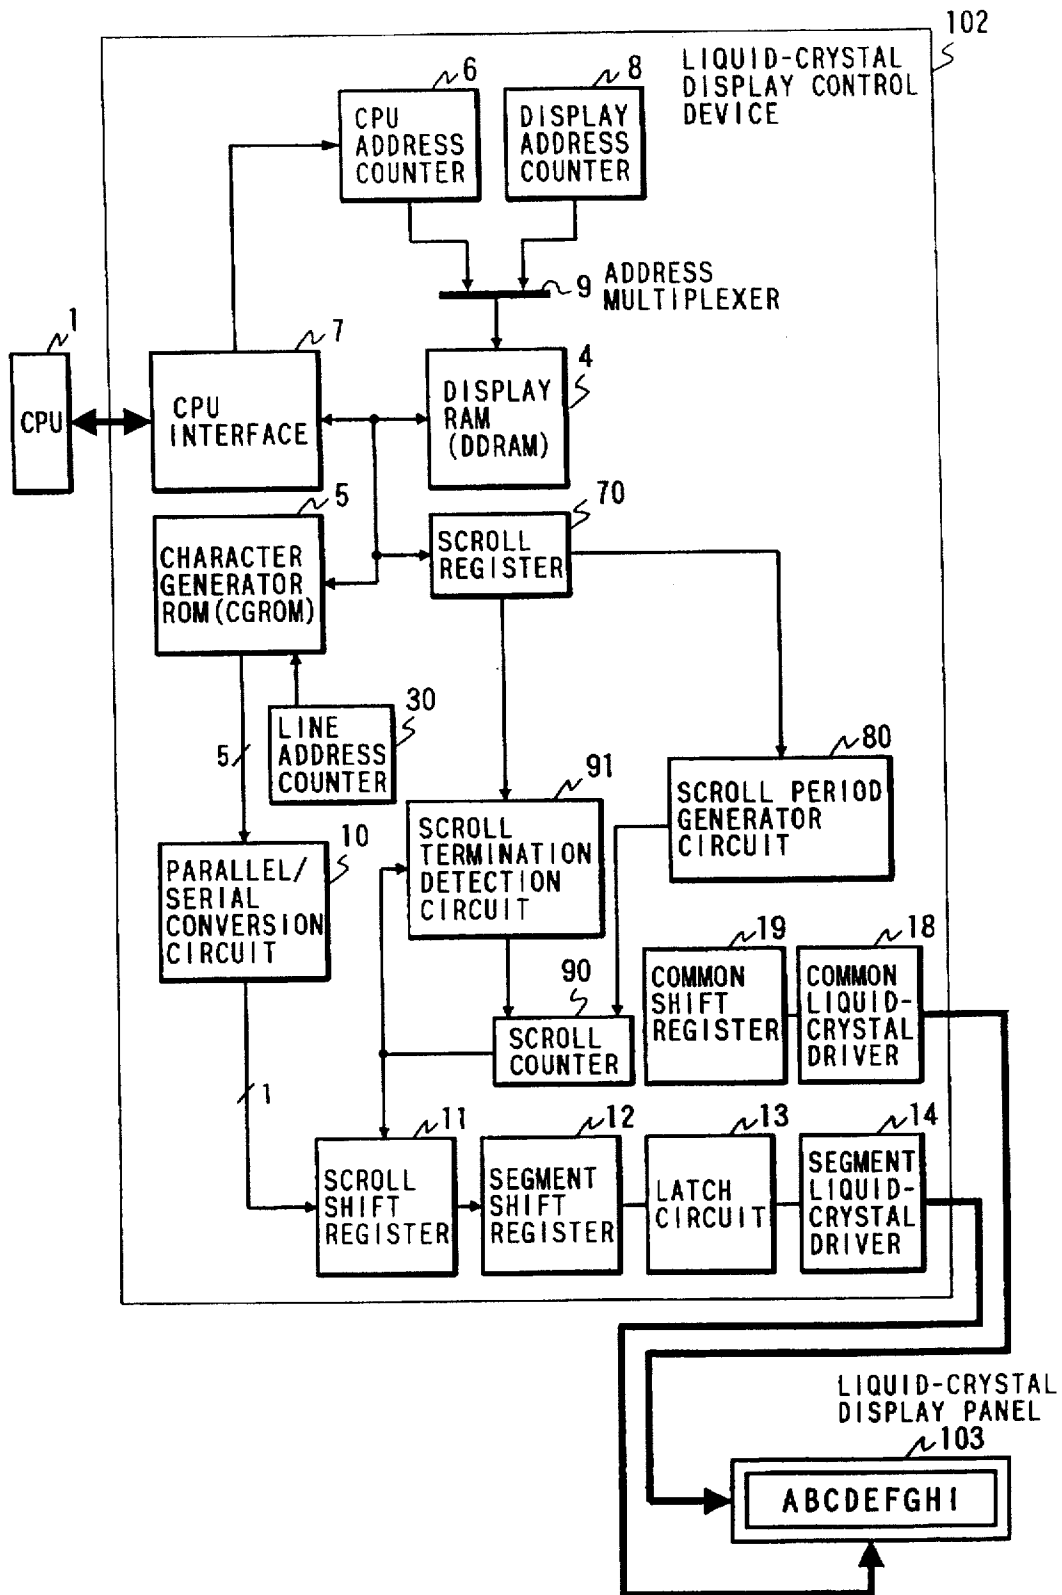 102
LIQUID-CRYSTAL
DISPLAY CONTROL
DEVICE
6
CPU
ADDRESS
COUNTER
8
DISPLAY
ADDRESS
COUNTER
9
ADDRESS
MULTIPLEXER
1
CPU
7
CPU
INTERFACE
4
DISPLAY
RAM
(DDRAM)
5
CHARACTER
GENERATOR
ROM(CGROM)
70
SCROLL
REGISTER
30
LINE
ADDRESS
COUNTER
5
91
SCROLL
TERMINATION
DETECTION
CIRCUIT
80
SCROLL PERIOD
GENERATOR
CIRCUIT
10
PARALLEL/
SERIAL
CONVERSION
CIRCUIT
90
SCROLL
COUNTER
19
COMMON
SHIFT
REGISTER
18
COMMON
LIQUID-
CRYSTAL
DRIVER
1
11
SCROLL
SHIFT
REGISTER
12
SEGMENT
SHIFT
REGISTER
13
LATCH
CIRCUIT
14
SEGMENT
LIQUID-
CRYSTAL
DRIVER
LIQUID-CRYSTAL
DISPLAY PANEL
103
ABCDEFGHI